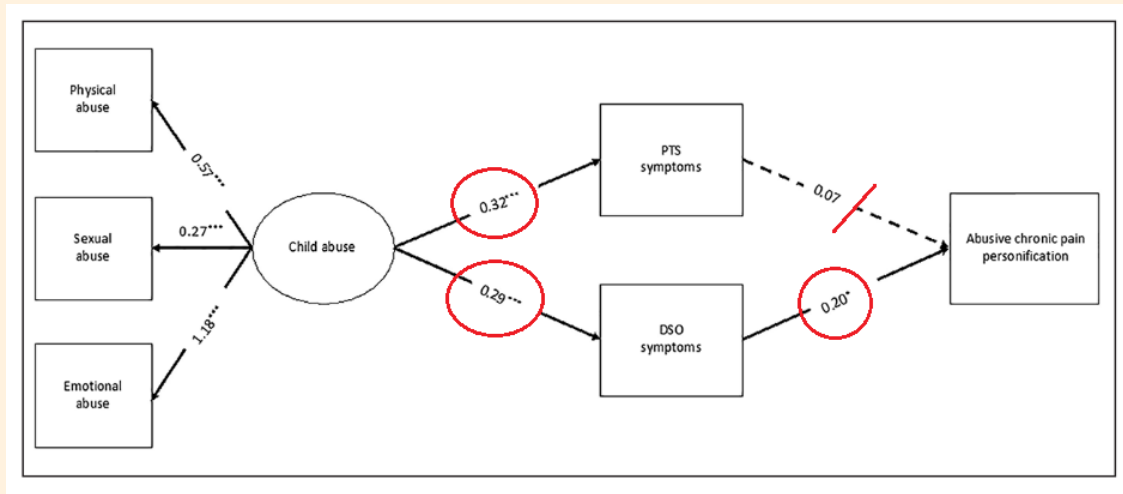 Physical
abuse
0.57***
Sexual
abuse
0.27***
Emotional
abuse
1.18***
Child abuse
0.32***
0.29***
PTS
symptoms
DSO
symptoms
0.07
0.20*
Abusive chronic pain
personification